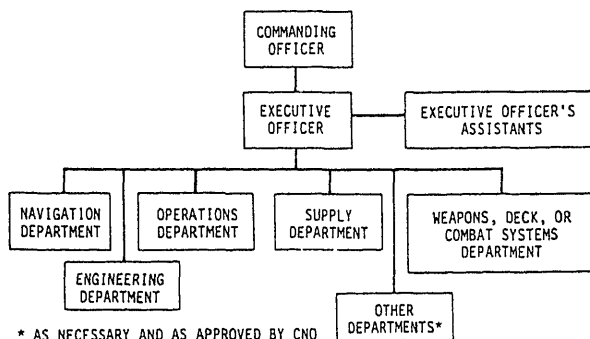 COMMANDING
OFFICER
EXECUTIVE
OFFICER
EXECUTIVE OFFICER'S
ASSISTANTS
NAVIGATION
DEPARTMENT
OPERATIONS
DEPARTMENT
SUPPLY
DEPARTMENT
WEAPONS, DECK, OR
COMBAT SYSTEMS
DEPARTMENT
ENGINEERING
DEPARTMENT
OTHER
DEPARTMENTS*
* AS NECESSARY AND AS APPROVED BY CNO